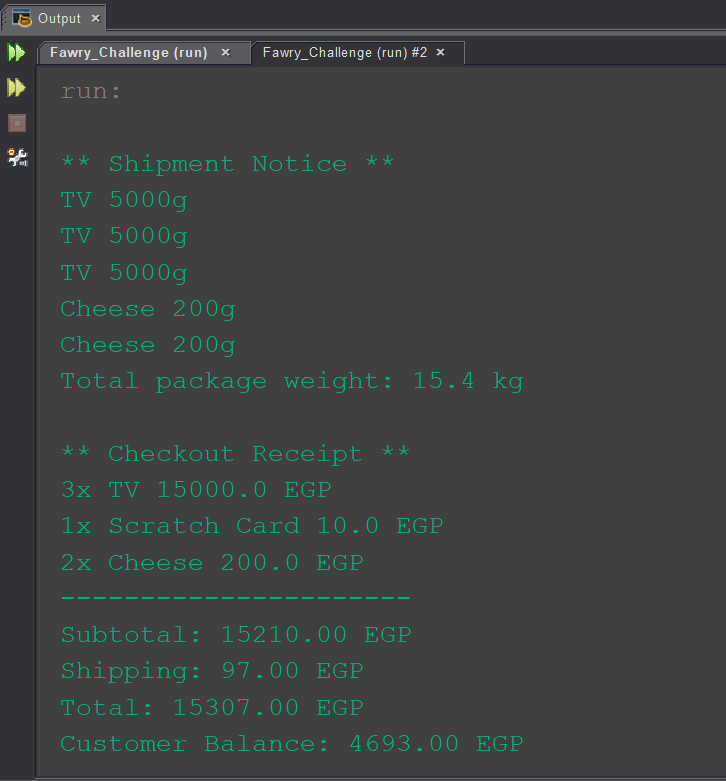 Output
Fawry_Challenge (run) Fawry_Challenge (run) #2
run:
** Shipment Notice **
TV 5000g
TV 5000g
TV 5000g
Cheese 200g
Cheese 200g
Total package weight: 15.4 kg
** Checkout Receipt **
3x TV 15000.0 EGP
1x Scratch Card 10.0 EGP
2x Cheese 200.0 EGP
----------------------
Subtotal: 15210.00 EGP
Shipping: 97.00 EGP
Total: 15307.00 EGP
Customer Balance: 4693.00 EGP